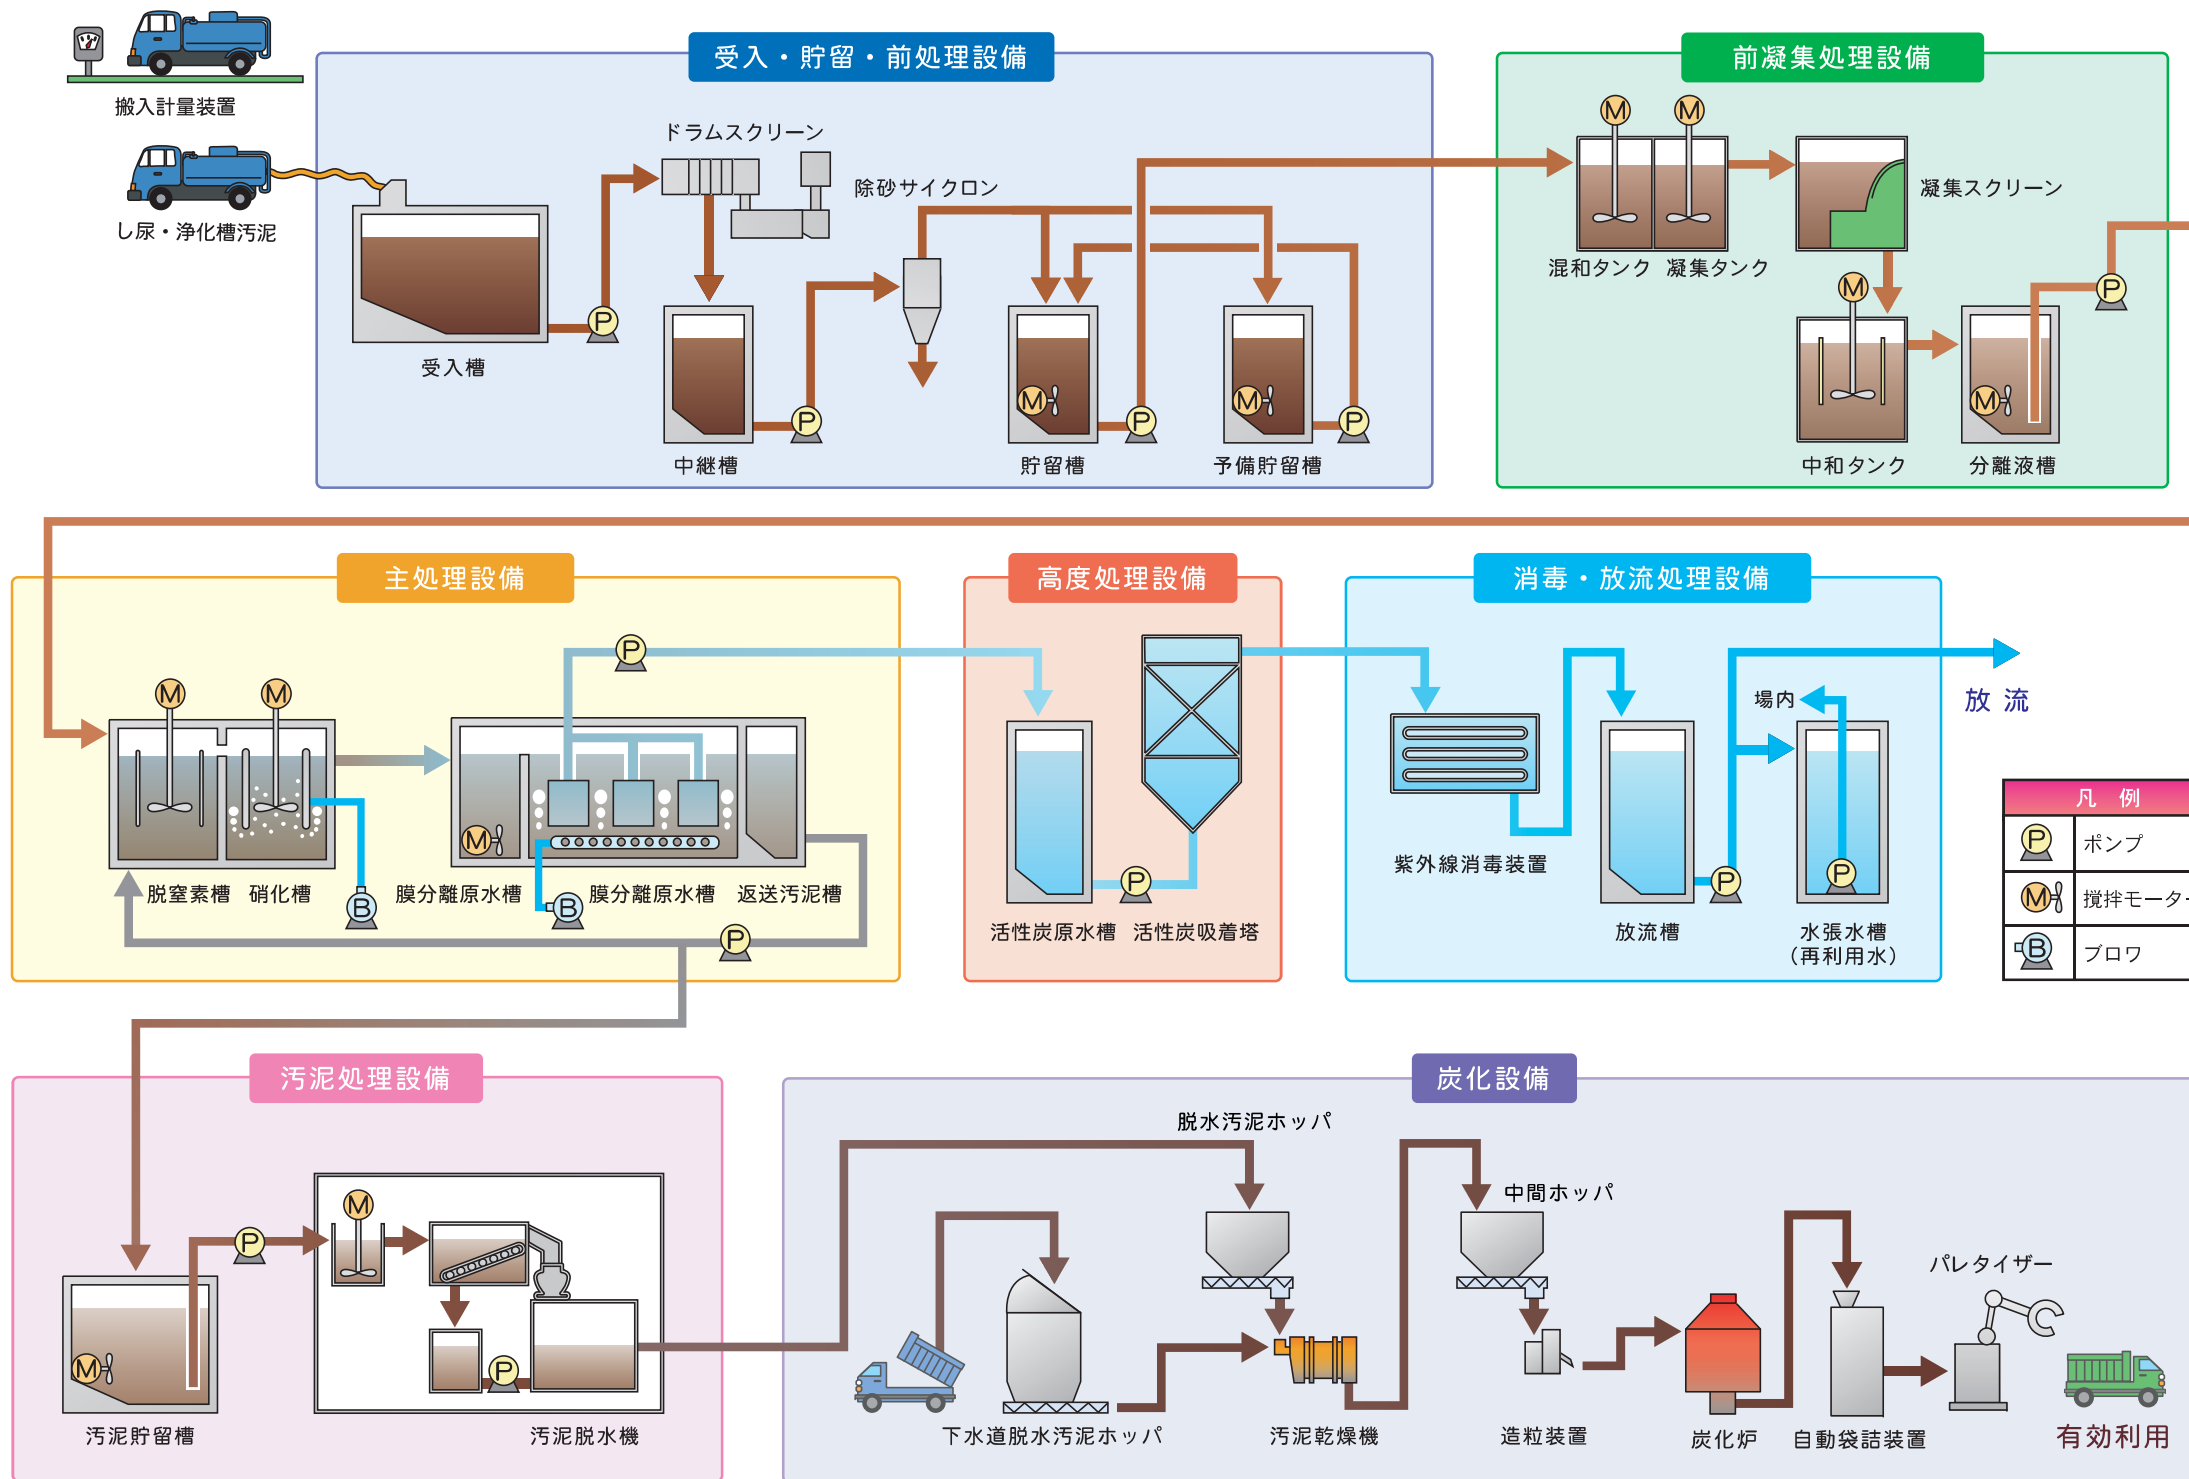 搬入計量装置
し尿・浄化槽汚泥
受入・貯留・前処理設備
ドラムスクリーン
除砂サイクロン
受入槽
P
中継槽
P
M
貯留槽
P
M
予備貯留槽
P
前凝集処理設備
M
M
凝集スクリーン
混和タンク
凝集タンク
M
P
M
中和タンク
分離液槽
主処理設備
P
M
M
M
脱窒素槽
硝化槽
B
膜分離原水槽
B
膜分離原水槽
返送汚泥槽
P
高度処理設備
P
活性炭原水槽
活性炭吸着塔
消毒・放流処理設備
場内
放流
紫外線消毒装置
P
P
放流槽
水張水槽
(再利用水)
凡 例
P ポンプ
M 撹拌モーター
B ブロワ
汚泥処理設備
M
P
M
P
汚泥貯留槽
汚泥脱水機
炭化設備
脱水汚泥ホッパ
中間ホッパ
パレタイザー
下水道脱水汚泥ホッパ
汚泥乾燥機
造粒装置
炭化炉
自動袋詰装置
有効利用